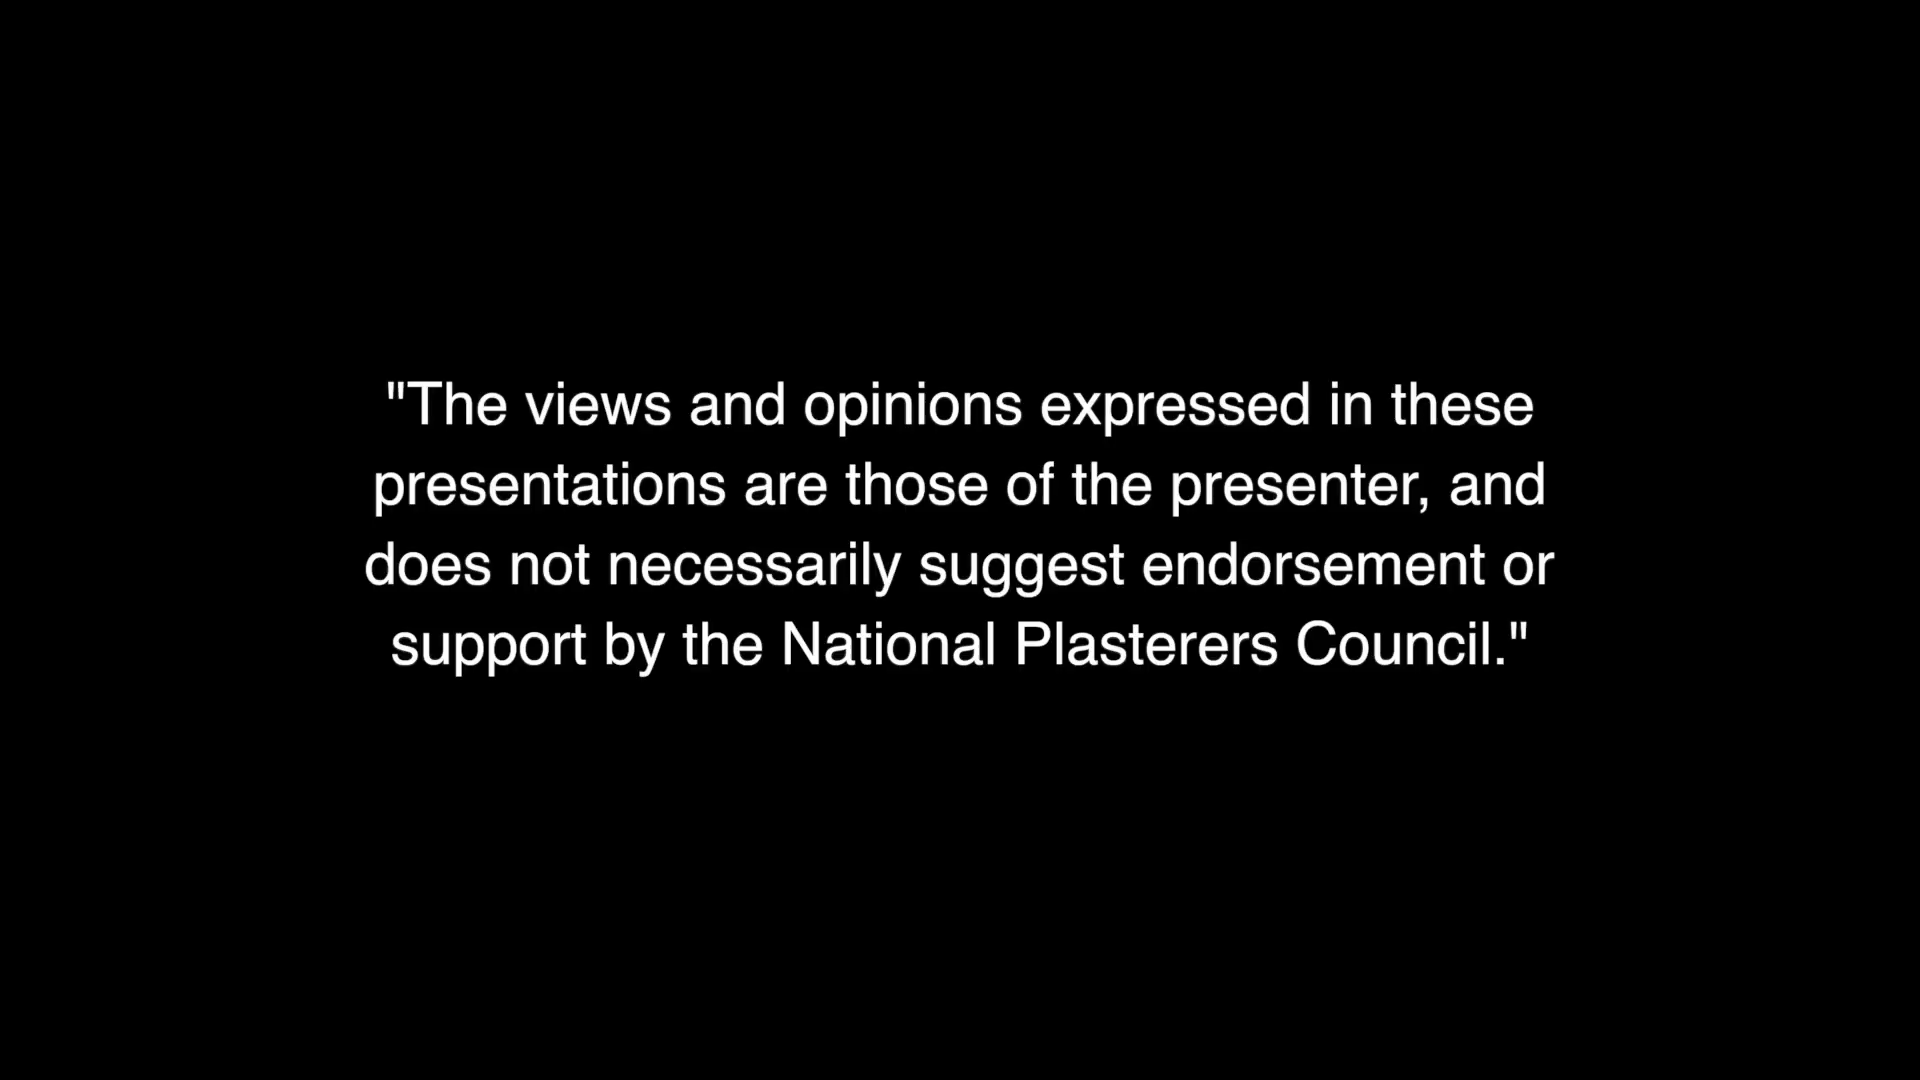 "The views and opinions expressed in these
presentations are those of the presenter, and
does not necessarily suggest endorsement or
support by the National Plasterers Council."